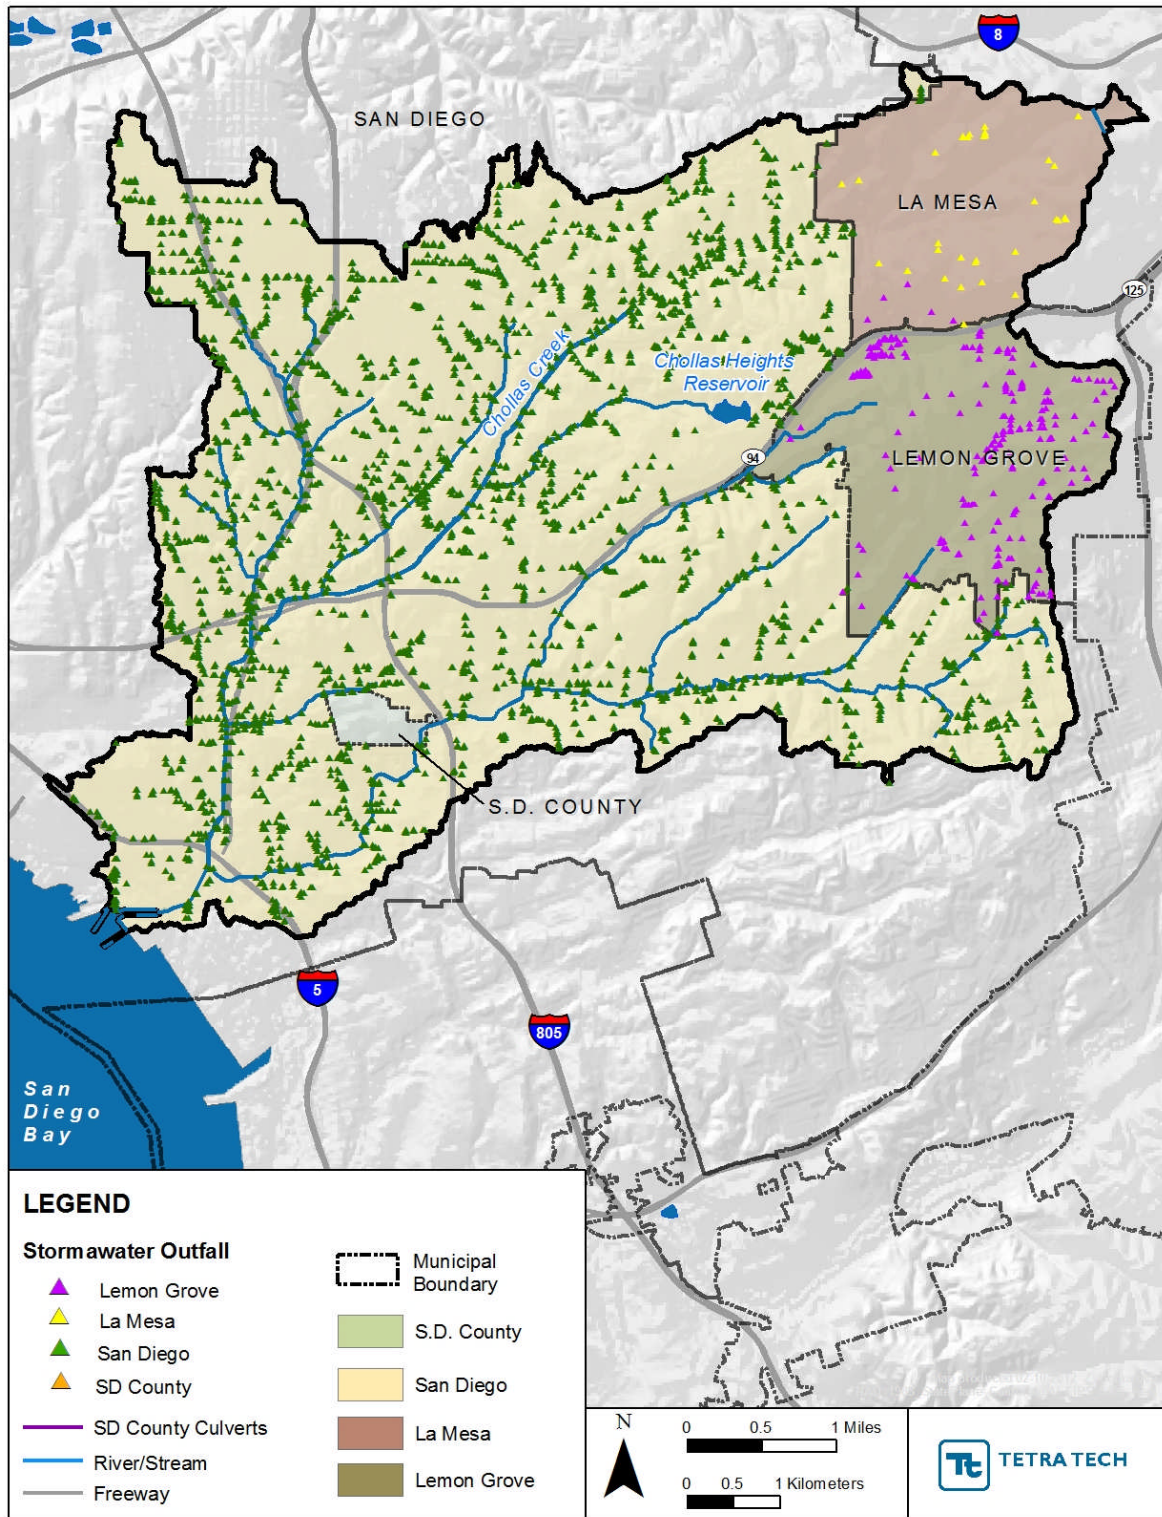 8
SAN DIEGO
LA MESA
125
Chollas Creek
Chollas Heights
Reservoir
94
LEMON GROVE
S.D. COUNTY
5
805
San
Diego
Bay
LEGEND
Stormawater Outfall
Lemon Grove
La Mesa
San Diego
SD County
SD County Culverts
River/Stream
Freeway
Municipal
Boundary
S.D. County
San Diego
La Mesa
Lemon Grove
N
0 0.5 1 Miles
0 0.5 1 Kilometers
Tt TETRA TECH